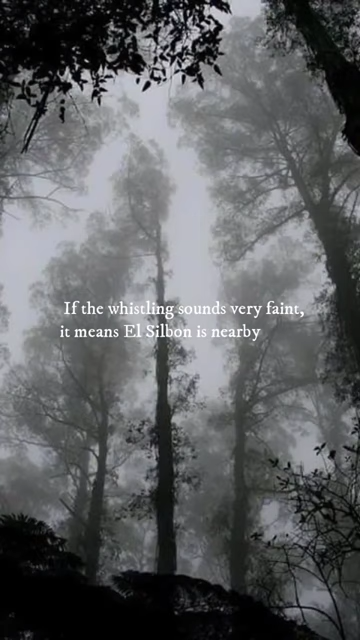 If the whistling sounds very faint,
it means El Silbon is nearby